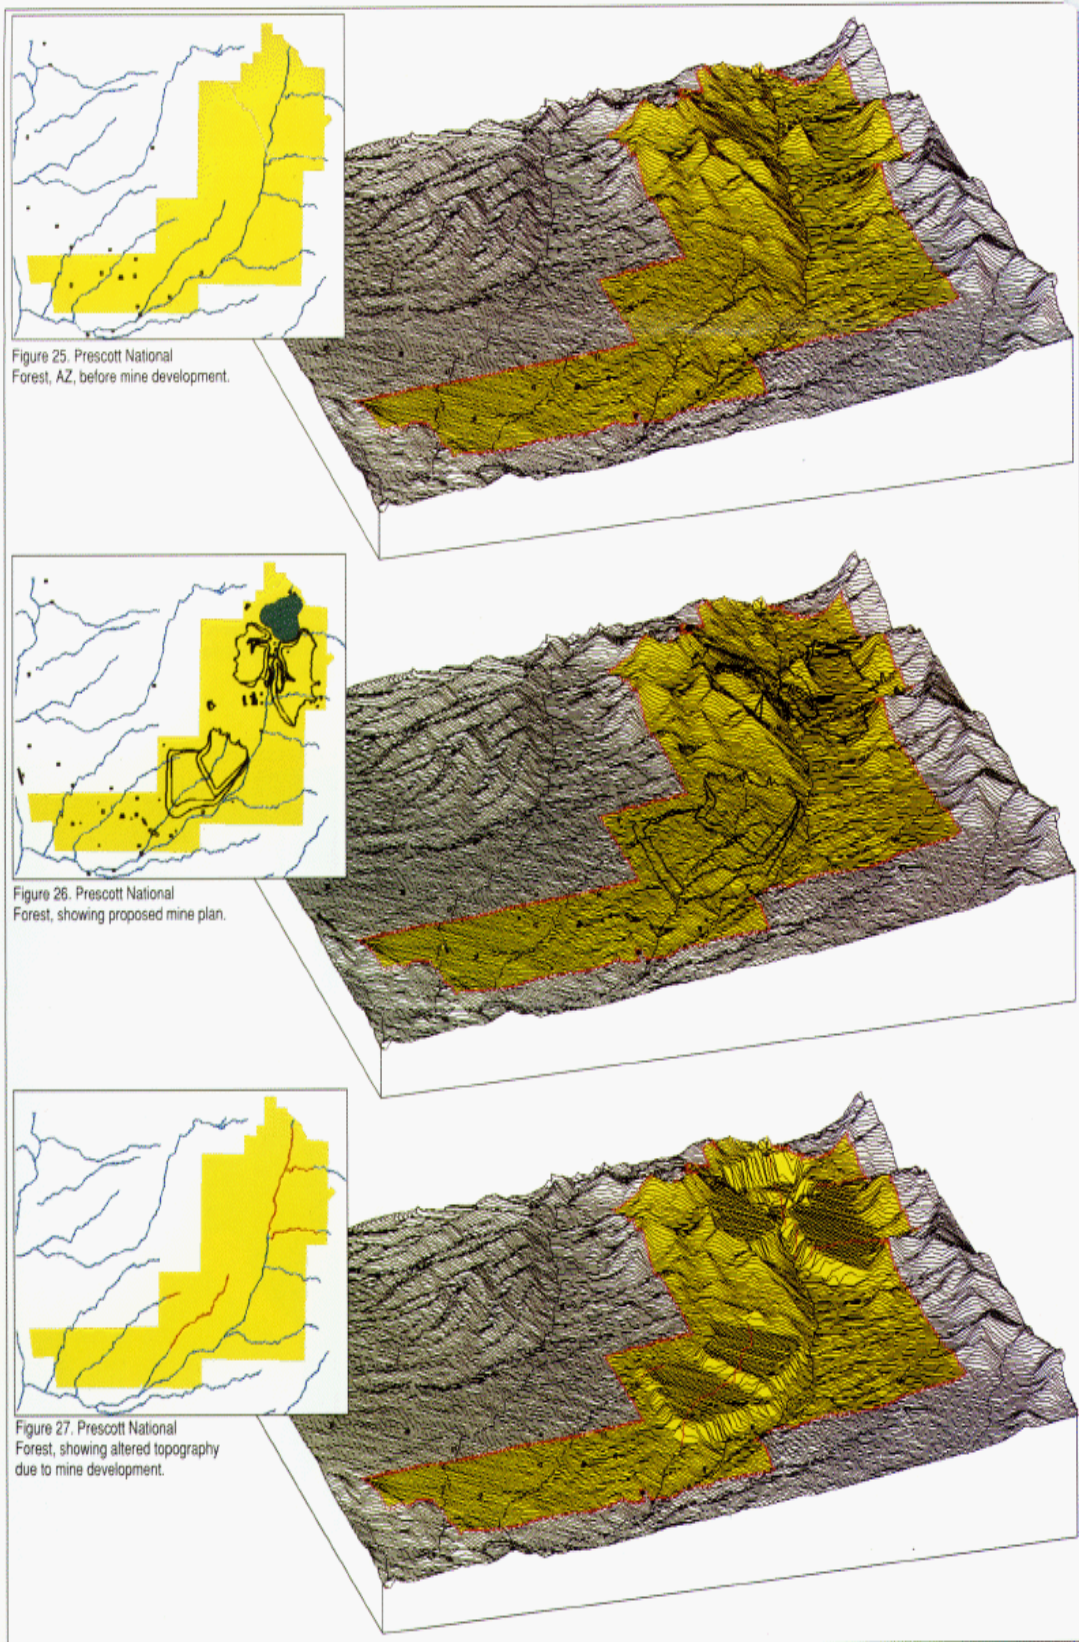 Figure 25. Prescott National
Forest, AZ, before mine development.
Figure 26. Prescott National
Forest, showing proposed mine plan.
Figure 27. Prescott National
Forest, showing altered topography
due to mine development.